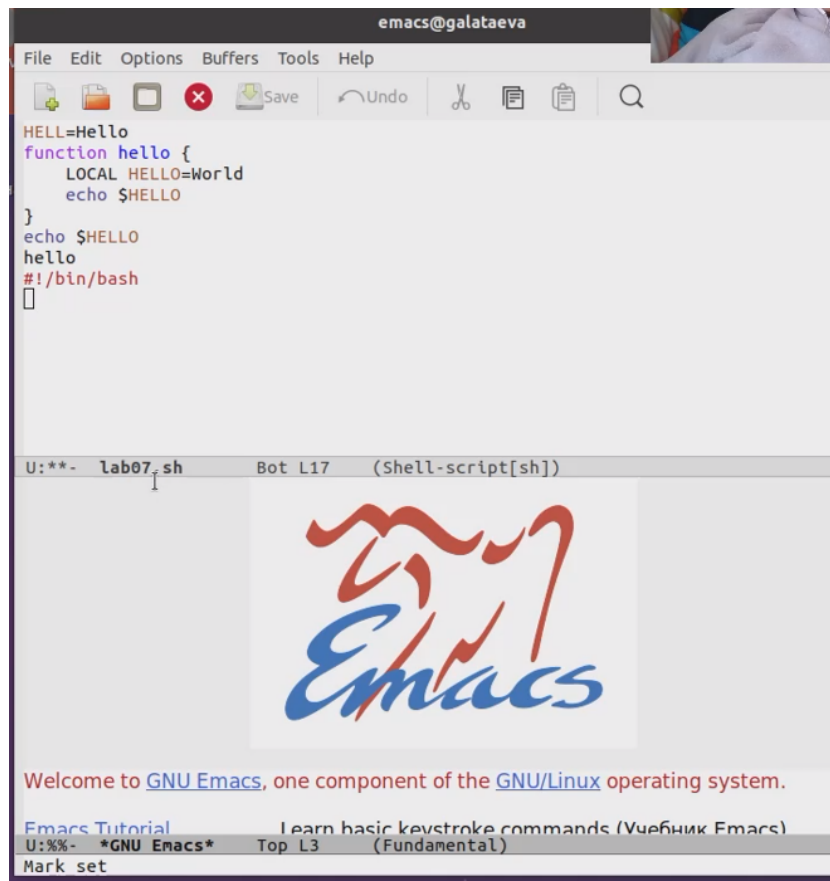 emacs@galataeva
File Edit Options Buffers Tools Help
Save Undo
HELL=Hello
function hello {
    LOCAL HELLO=World
    echo $HELLO
}
echo $HELLO
hello
#!/bin/bash
U:**-  lab07.sh       Bot L17    (Shell-script[sh])
Emacs
Welcome to GNU Emacs, one component of the GNU/Linux operating system.
Emacs Tutorial Learn basic keystroke commands (Учебник Emacs)
U:%%-  *GNU Emacs*    Top L3     (Fundamental)
Mark set